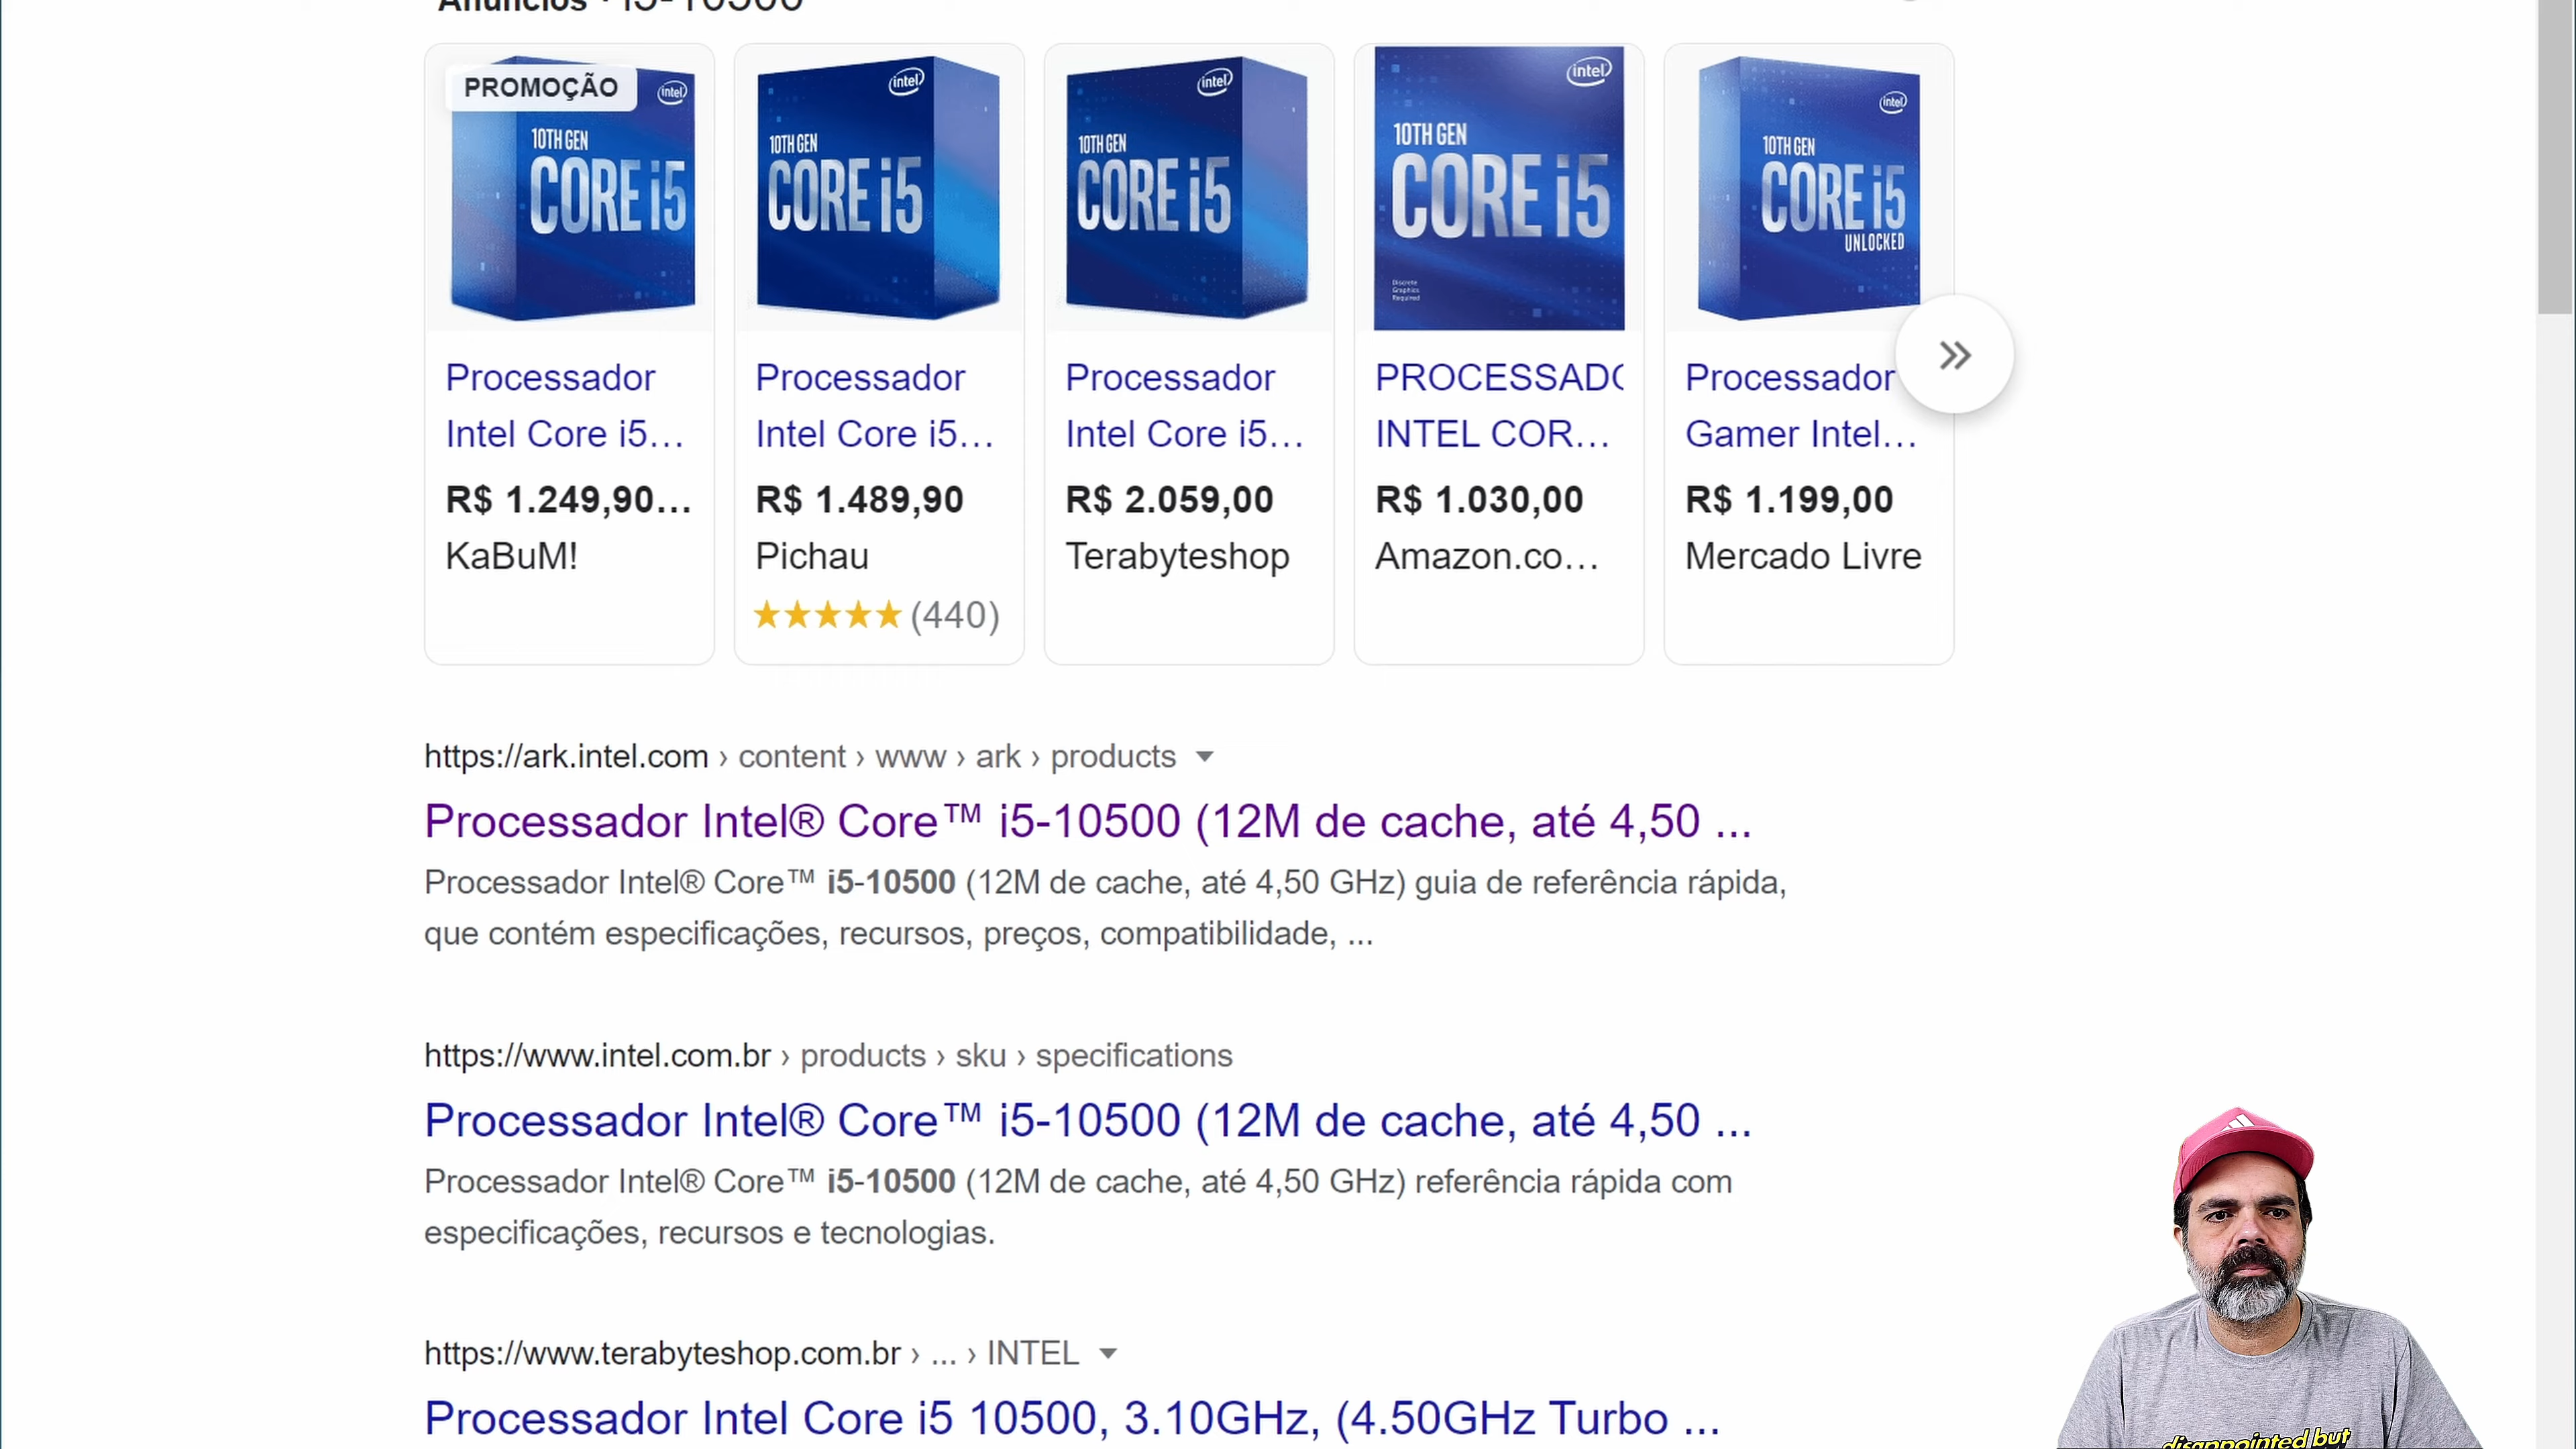 Anúncios · i5-10500
PROMOÇÃO
intel
10TH GEN
CORE i5
Processador
Intel Core i5...
R$ 1.249,90...
KaBuM!
intel
10TH GEN
CORE i5
Processador
Intel Core i5...
R$ 1.489,90
Pichau
★★★★★ (440)
intel
10TH GEN
CORE i5
Processador
Intel Core i5...
R$ 2.059,00
Terabyteshop
intel
10TH GEN
CORE i5
Discrete
Graphics
Required
PROCESSADO
INTEL COR...
R$ 1.030,00
Amazon.co...
intel
10TH GEN
CORE i5
UNLOCKED
Processador
Gamer Intel...
R$ 1.199,00
Mercado Livre
https://ark.intel.com › content › www › ark › products
Processador Intel® Core™ i5-10500 (12M de cache, até 4,50 ...
Processador Intel® Core™ i5-10500 (12M de cache, até 4,50 GHz) guia de referência rápida,
que contém especificações, recursos, preços, compatibilidade, ...
https://www.intel.com.br › products › sku › specifications
Processador Intel® Core™ i5-10500 (12M de cache, até 4,50 ...
Processador Intel® Core™ i5-10500 (12M de cache, até 4,50 GHz) referência rápida com
especificações, recursos e tecnologias.
https://www.terabyteshop.com.br › ... › INTEL
Processador Intel Core i5 10500, 3.10GHz, (4.50GHz Turbo ...
disappointed but